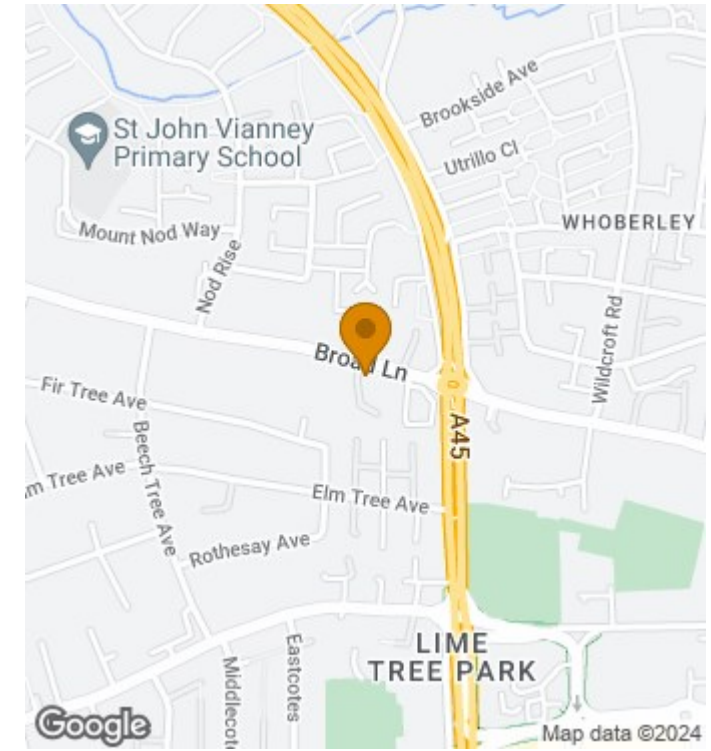 Brookside Ave
St John Vianney
Primary School
Utrillo Cl
WHOBERLEY
Mount Nod Way
Nod Rise
Wildcroft Rd
Broad Ln
Fir Tree Ave
A45
Beech Tree Ave
m Tree Ave
Elm Tree Ave
Rothesay Ave
LIME
TREE PARK
Eastcotes
Middlecote
Google
Map data ©2024